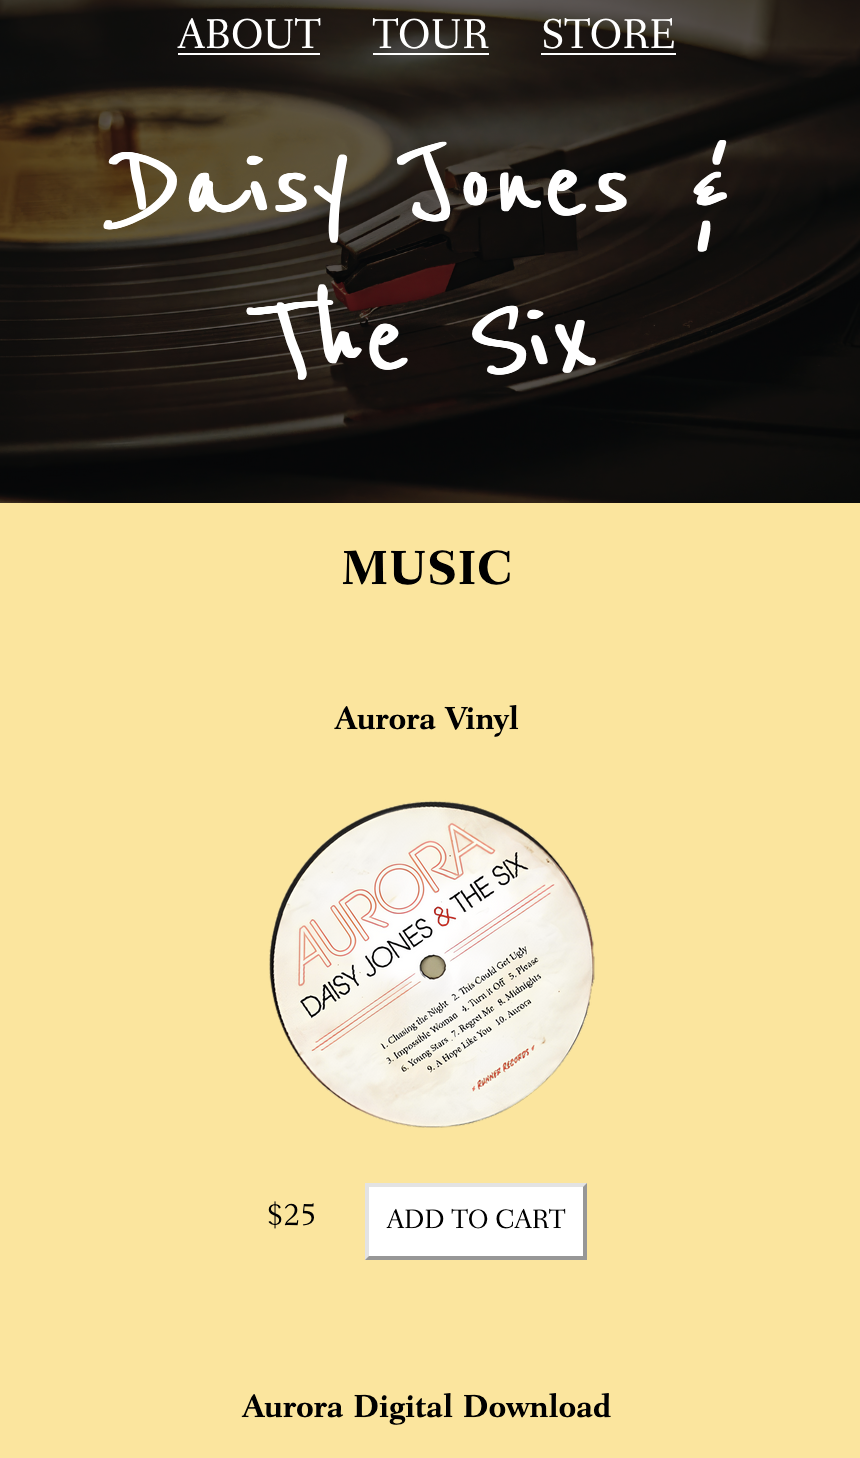 ABOUT TOUR STORE
Daisy Jones &
The Six
MUSIC
Aurora Vinyl
AURORA
DAISY JONES & THE SIX
1. Chasing the Night 2. This Could Get Ugly
3. Impossible Woman 4. Turn it Off 5. Please
6. Young Stars 7. Regret Me 8. Midnights
9. A Hope Like You 10. Aurora
* RUNNER RECORDS *
$25 ADD TO CART
Aurora Digital Download